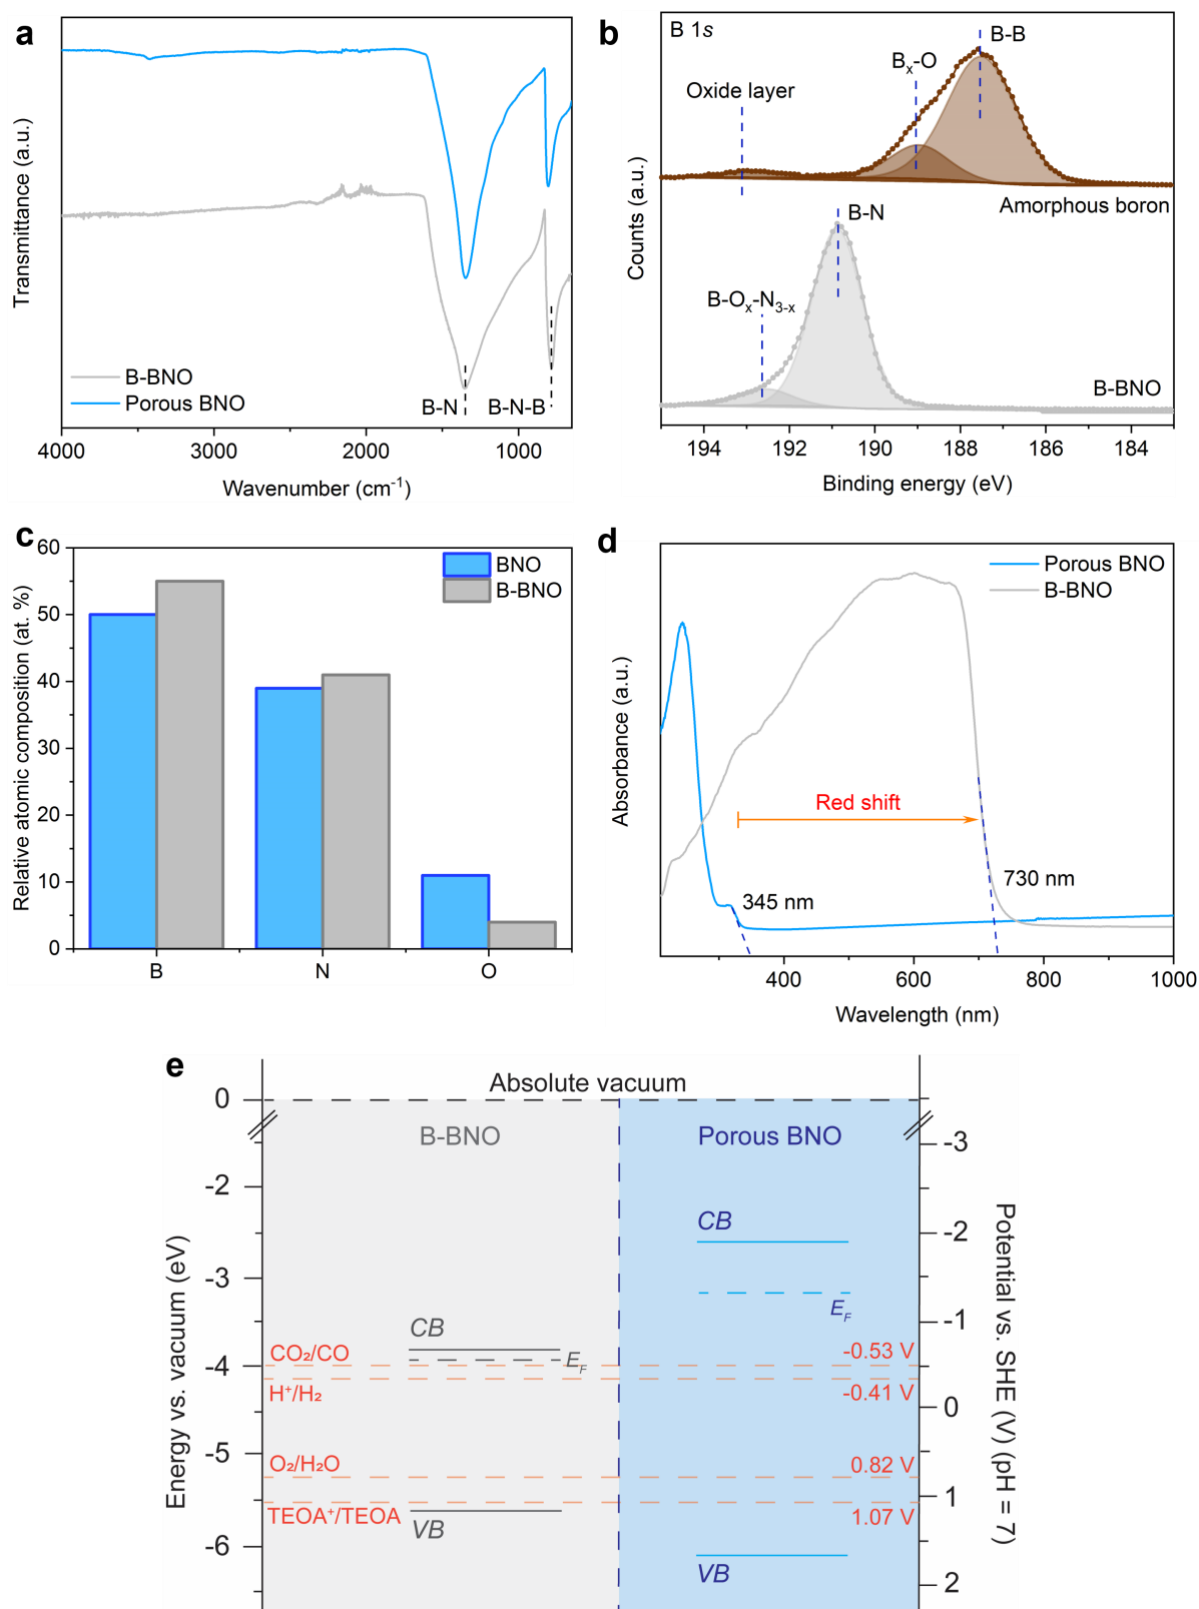 a
Transmittance (a.u.)
B-BNO
Porous BNO
B-N
B-N-B
4000 3000 2000 1000
Wavenumber (cm⁻¹)
b
B 1s
Oxide layer
Bₓ-O
B-B
Amorphous boron
B-N
B-Oₓ-N₃₋ₓ
B-BNO
Counts (a.u.)
194 192 190 188 186 184
Binding energy (eV)
c
Relative atomic composition (at. %)
60
50
40
30
20
10
0
BNO
B-BNO
B N O
d
Absorbance (a.u.)
Porous BNO
B-BNO
Red shift
345 nm
730 nm
400 600 800 1000
Wavelength (nm)
e
Absolute vacuum
Energy vs. vacuum (eV)
0
-2
-3
-4
-5
-6
B-BNO
Porous BNO
CB
E_F
VB
CB
E_F
VB
CO₂/CO
-0.53 V
H⁺/H₂
-0.41 V
O₂/H₂O
0.82 V
TEOA⁺/TEOA
1.07 V
-3
-2
-1
0
1
2
Potential vs. SHE (V) (pH = 7)